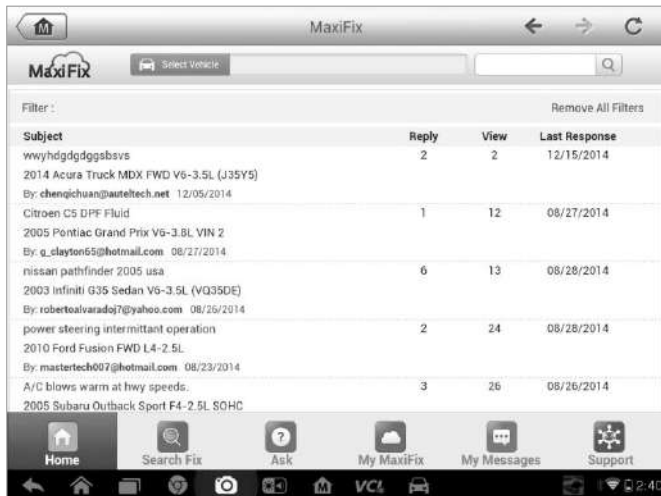 M
MaxiFix
MaxiFix
Select Vehicle
Filter :
Remove All Filters
Subject Reply View Last Response
wwyhdgdgdggsbsvs 2 2 12/15/2014
2014 Acura Truck MDX FWD V6-3.5L (J35Y5)
By: chenqichuan@auteltech.net 12/05/2014
Citroen C5 DPF Fluid 1 12 08/27/2014
2005 Pontiac Grand Prix V6-3.8L VIN 2
By: g_clayton65@hotmail.com 08/27/2014
nissan pathfinder 2005 usa 6 13 08/28/2014
2003 Infiniti G35 Sedan V6-3.5L (VQ35DE)
By: robertoalvaradoj7@yahoo.com 08/26/2014
power steering intermittant operation 2 24 08/28/2014
2010 Ford Fusion FWD L4-2.5L
By: mastertech007@hotmail.com 08/23/2014
A/C blows warm at hwy speeds. 3 26 08/26/2014
2005 Subaru Outback Sport F4-2.5L SOHC
Home Search Fix Ask My MaxiFix My Messages Support
M VCI 2:40